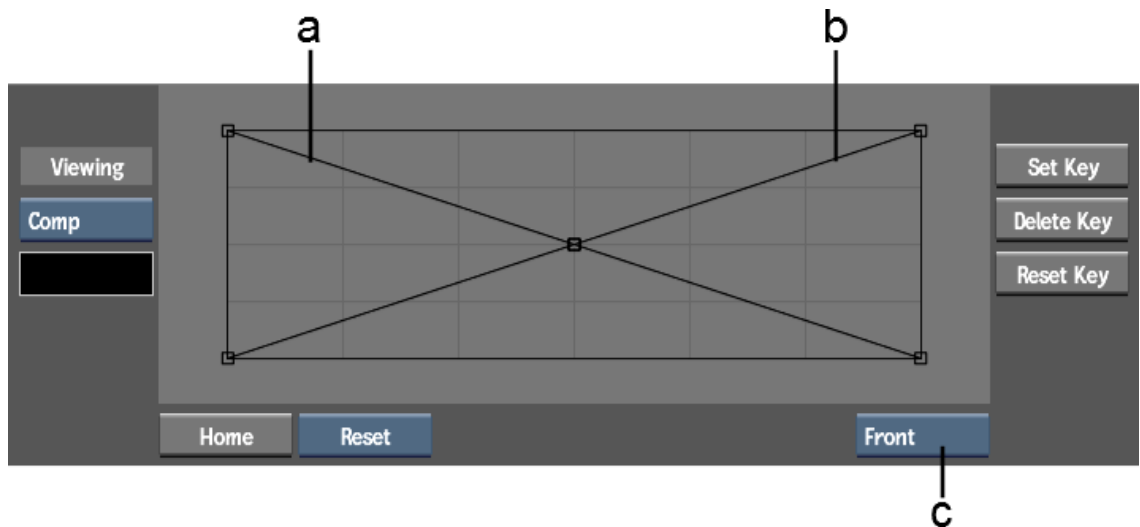 a b
Viewing
Comp
Set Key
Delete Key
Reset Key
Home Reset Front
c